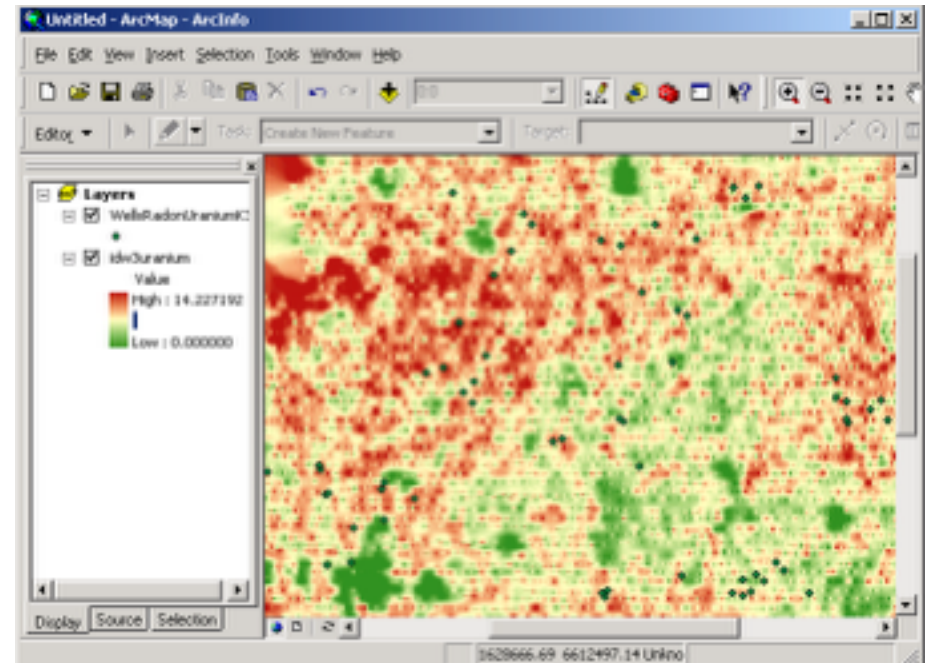 Untitled - ArcMap - ArcInfo
File Edit View Insert Selection Tools Window Help
Editor Task: Create New Feature Target:
Layers
WellsRadonUraniumK
idw3uranium
Value
High : 14.227192
Low : 0.000000
Display Source Selection
1628666.69 6612497.14 Unkno